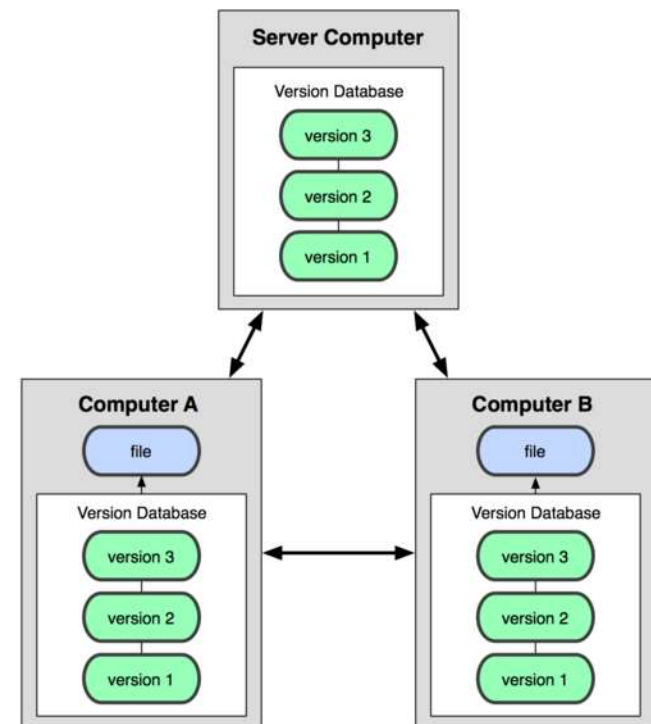 Server Computer
Version Database
version 3
version 2
version 1
Computer A
file
Version Database
version 3
version 2
version 1
Computer B
file
Version Database
version 3
version 2
version 1